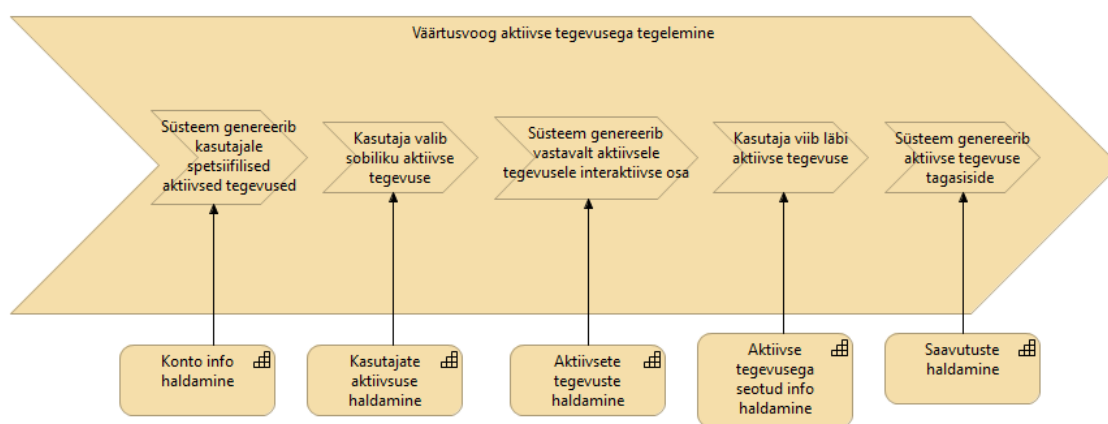 Väärtusvoog aktiivse tegevusega tegelemine
Süsteem genereerib
kasutajale
spetsiifilised
aktiivsed tegevused
Kasutaja valib
sobiliku aktiivse
tegevuse
Süsteem genereerib
vastavalt aktiivsele
tegevusele interaktiivse osa
Kasutaja viib läbi
aktiivse tegevuse
Süsteem genereerib
aktiivse tegevuse
tagasiside
Konto info
haldamine
Kasutajate
aktiivsuse
haldamine
Aktiivsete
tegevuste
haldamine
Aktiivse
tegevusega
seotud info
haldamine
Saavutuste
haldamine